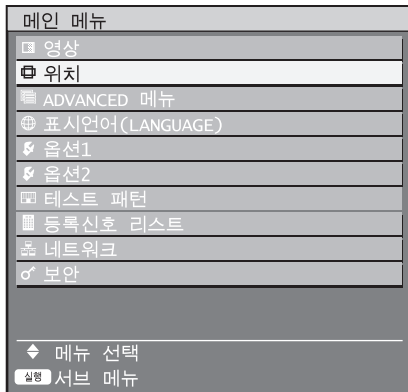 메인 메뉴
영상
위치
ADVANCED 메뉴
표시언어(LANGUAGE)
옵션1
옵션2
테스트 패턴
등록신호 리스트
네트워크
보안
메뉴 선택
실행 서브 메뉴